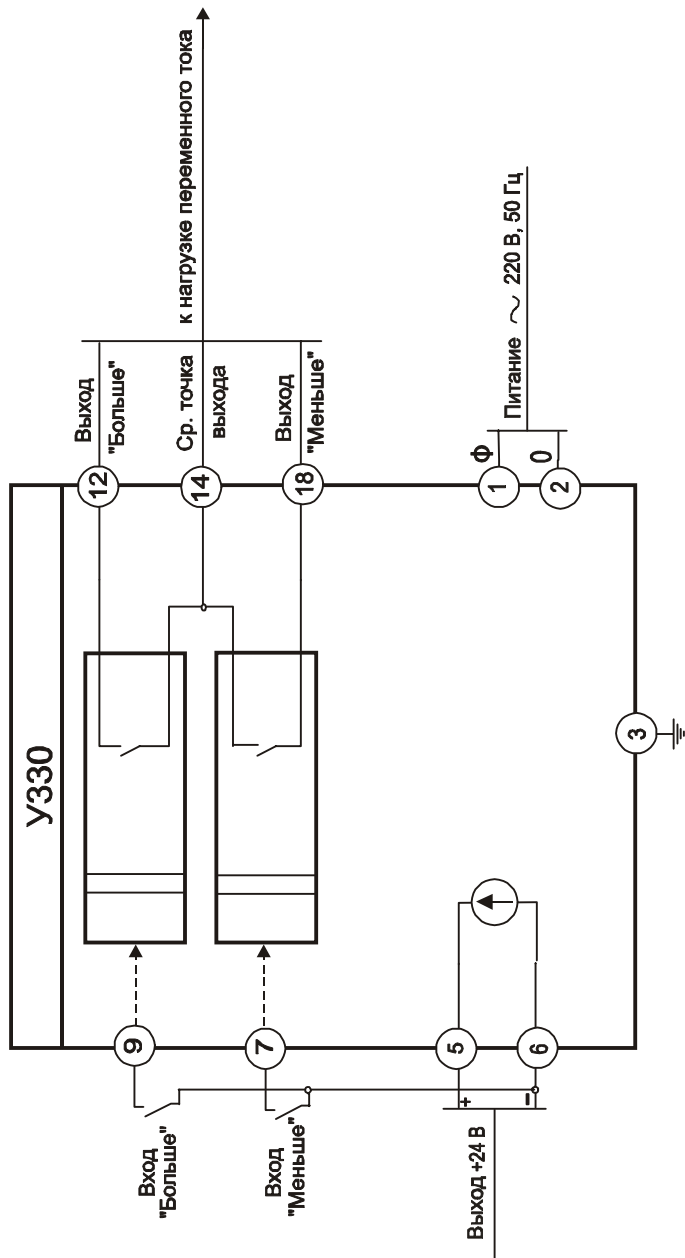 У330
Вход
"Больше"
9
Вход
"Меньше"
7
Выход +24 В
+
5
−
6
12
Выход
"Больше"
14
Ср. точка
выхода
к нагрузке переменного тока
18
Выход
"Меньше"
1
Ф
2
0
Питание ~ 220 В, 50 Гц
3